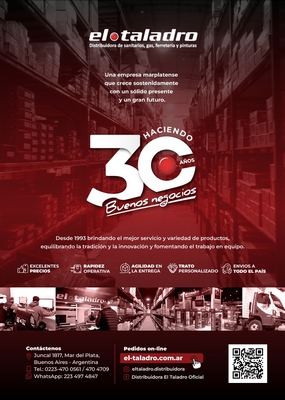 el taladro
Distribuidora de sanitarios, gas, ferretería y pinturas
Una empresa marplatense
que crece sostenidamente
con un sólido presente
y un gran futuro.
HACIENDO
30 AÑOS
Buenos negocios
Desde 1993 brindando el mejor servicio y variedad de productos,
equilibrando la tradición y la innovación y fomentando el trabajo en equipo.
EXCELENTES
PRECIOS
RAPIDEZ
OPERATIVA
AGILIDAD EN
LA ENTREGA
TRATO
PERSONALIZADO
ENVIOS A
TODO EL PAÍS
Contáctenos
Juncal 1817, Mar del Plata,
Buenos Aires - Argentina
Tel.: 0223-470 0561 / 470 4709
WhatsApp: 223 497 4847
Pedidos on-line
el-taladro.com.ar
eltaladro.distribuidora
Distribuidora El Taladro Oficial